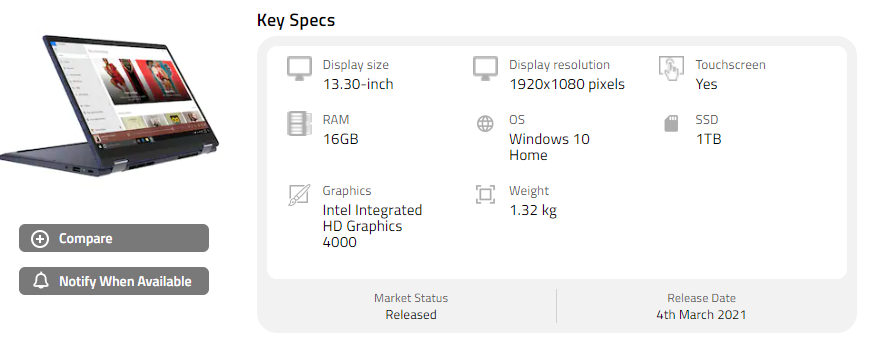 Key Specs
Display size
13.30-inch
Display resolution
1920x1080 pixels
Touchscreen
Yes
RAM
16GB
OS
Windows 10
Home
SSD
1TB
Graphics
Intel Integrated
HD Graphics
4000
Weight
1.32 kg
Compare
Notify When Available
Market Status
Released
Release Date
4th March 2021